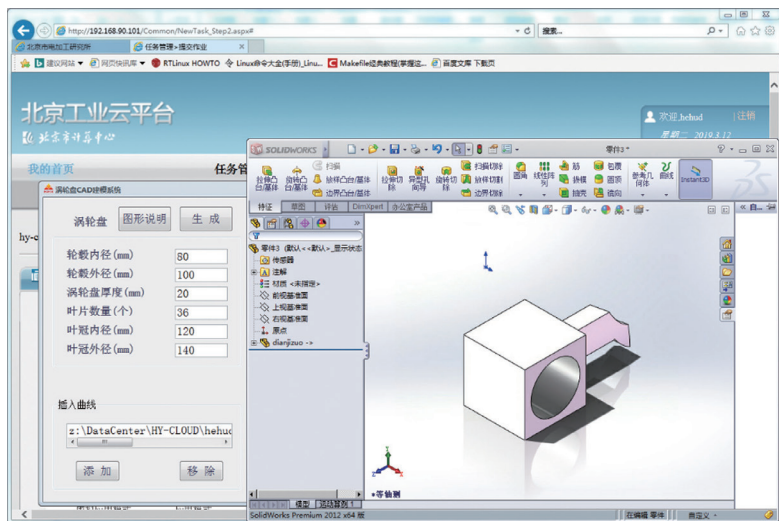 http://192.168.90.101/Common/NewTask_Step2.aspx#
搜索...
北京市电加工研究所
任务管理>提交作业
建议网站
网页快讯库
RTLinux HOWTO
Linux命令大全(手册)_Linu...
Makefile经典教程(掌握这...
百度文库 下载页
北京工业云平台
北京市计算中心
欢迎,hehud
注销
星期二 2019.3.12
我的首页
任务管
SOLIDWORKS
零件3 *
拉伸凸台/基体
旋转凸台/基体
扫描
放样凸台/基体
边界凸台/基体
拉伸切除
异型孔向导
旋转切除
扫描切除
放样切割
边界切除
圆角
线性阵列
筋
拔模
抽壳
包覆
圆顶
镜向
参考几何体
曲线
Instant3D
特征
草图
评估
DimXpert
办公室产品
零件3 (默认<<默认>_显示状态
传感器
注解
材质 <未指定>
前视基准面
上视基准面
右视基准面
原点
dianjizuo ->
涡轮盘CAD建模系统
涡轮盘
图形说明
生 成
hy-c
轮毂内径(mm)
80
轮毂外径(mm)
100
涡轮盘厚度(mm)
20
叶片数量(个)
36
叶冠内径(mm)
120
叶冠外径(mm)
140
插入曲线
z:\DataCenter\HY-CLOUD\hehud
添 加
移 除
*等轴测
模型
运动算例 1
SolidWorks Premium 2012 x64 版
在编辑 零件
自定义